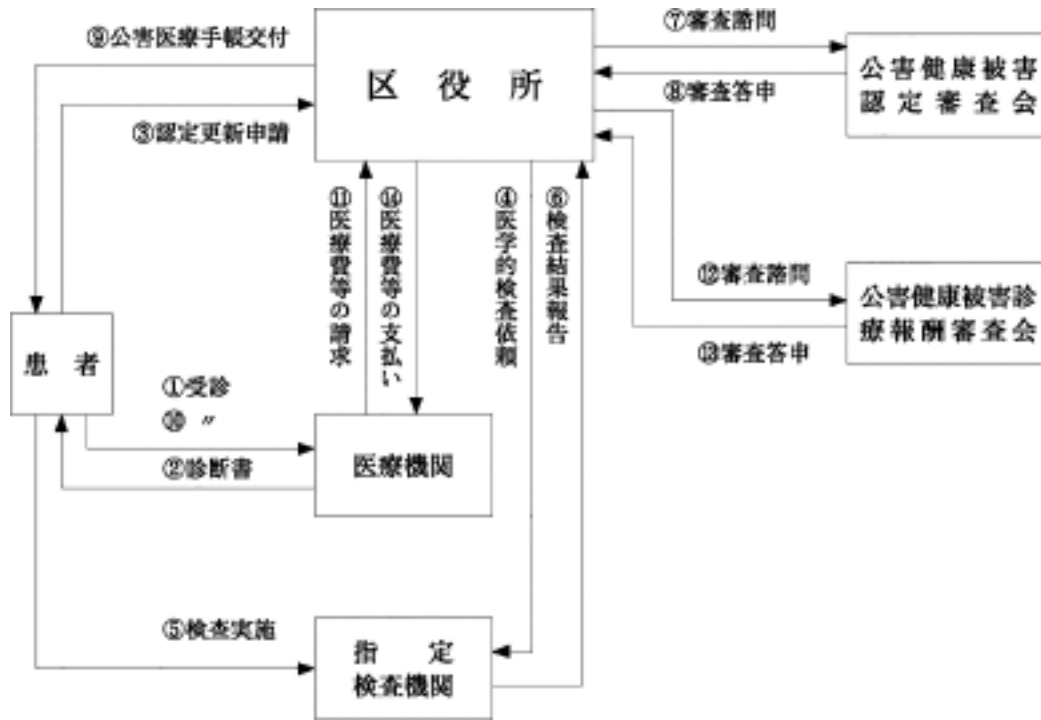 ⑨公害医療手帳交付
区役所
⑦審査諮問
公害健康被害
認定審査会
⑧審査答申
③認定更新申請
⑪医療費等の請求
⑭医療費等の支払い
④医学的検査依頼
⑥検査結果報告
⑫審査諮問
公害健康被害診
療報酬審査会
⑬審査答申
患者
①受診
⑩ 〃
②診断書
医療機関
⑤検査実施
指定
検査機関